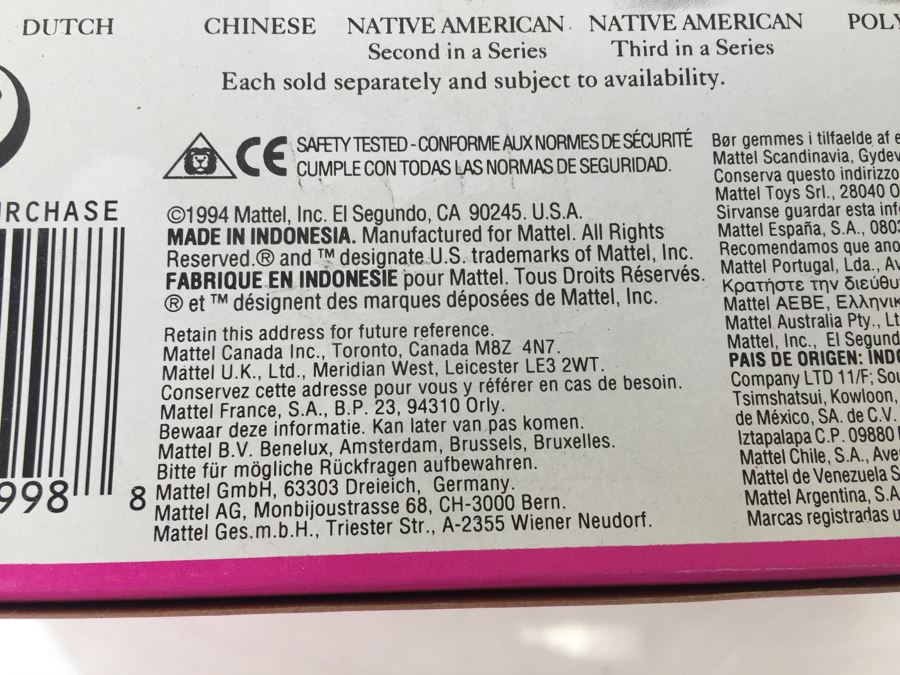 DUTCH CHINESE NATIVE AMERICAN NATIVE AMERICAN
Second in a Series Third in a Series
Each sold separately and subject to availability.
CE SAFETY TESTED - CONFORME AUX NORMES DE SÉCURITÉ
CUMPLE CON TODAS LAS NORMAS DE SEGURIDAD.
©1994 Mattel, Inc. El Segundo, CA 90245. U.S.A.
MADE IN INDONESIA. Manufactured for Mattel. All Rights
Reserved.® and ™ designate U.S. trademarks of Mattel, Inc.
FABRIQUE EN INDONESIE pour Mattel. Tous Droits Réservés.
® et ™ désignent des marques déposées de Mattel, Inc.
Retain this address for future reference.
Mattel Canada Inc., Toronto, Canada M8Z 4N7.
Mattel U.K., Ltd., Meridian West, Leicester LE3 2WT.
Conservez cette adresse pour vous y référer en cas de besoin.
Mattel France, S.A., B.P. 23, 94310 Orly.
Bewaar deze informatie. Kan later van pas komen.
Mattel B.V. Benelux, Amsterdam, Brussels, Bruxelles.
Bitte für mögliche Rückfragen aufbewahren.
Mattel GmbH, 63303 Dreieich, Germany.
Mattel AG, Monbijoustrasse 68, CH-3000 Bern.
Mattel Ges.m.b.H., Triester Str., A-2355 Wiener Neudorf.
Bør gemmes i tilfaelde af
Mattel Scandinavia,
Conserva questo indirizzo
Mattel Toys Srl., 28040
Sirvanse guardar esta
Mattel España, S.A.,
Recomendamos que
Mattel Portugal, Lda.,
Κρατήστε την
Mattel AEBE,
Mattel Australia Pty.,
Mattel, Inc., El
PAIS DE ORIGEN:
Company LTD 11/F;
Tsimshatsui, Kowloon,
de México, SA. de C.V.
Iztapalapa C.P. 09880
Mattel Chile, S.A.,
Mattel de Venezuela
Mattel Argentina,
Marcas registradas
998 8